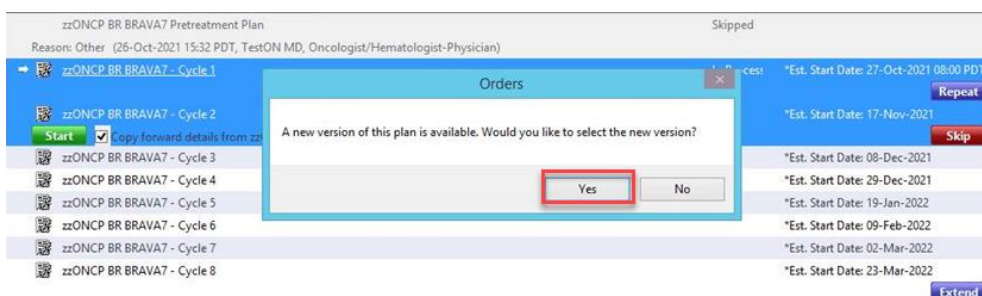 zzONCP BR BRAVA7 Pretreatment Plan Skipped
Reason: Other (26-Oct-2021 15:32 PDT, TestON MD, Oncologist/Hematologist-Physician)
zzONCP BR BRAVA7 - Cycle 1 *Est. Start Date: 27-Oct-2021 08:00 PDT
Orders
Repeat
zzONCP BR BRAVA7 - Cycle 2 *Est. Start Date: 17-Nov-2021
Start Copy forward details from Skip
A new version of this plan is available. Would you like to select the new version?
zzONCP BR BRAVA7 - Cycle 3 *Est. Start Date: 08-Dec-2021
zzONCP BR BRAVA7 - Cycle 4 *Est. Start Date: 29-Dec-2021
Yes No
zzONCP BR BRAVA7 - Cycle 5 *Est. Start Date: 19-Jan-2022
zzONCP BR BRAVA7 - Cycle 6 *Est. Start Date: 09-Feb-2022
zzONCP BR BRAVA7 - Cycle 7 *Est. Start Date: 02-Mar-2022
zzONCP BR BRAVA7 - Cycle 8 *Est. Start Date: 23-Mar-2022
Extend